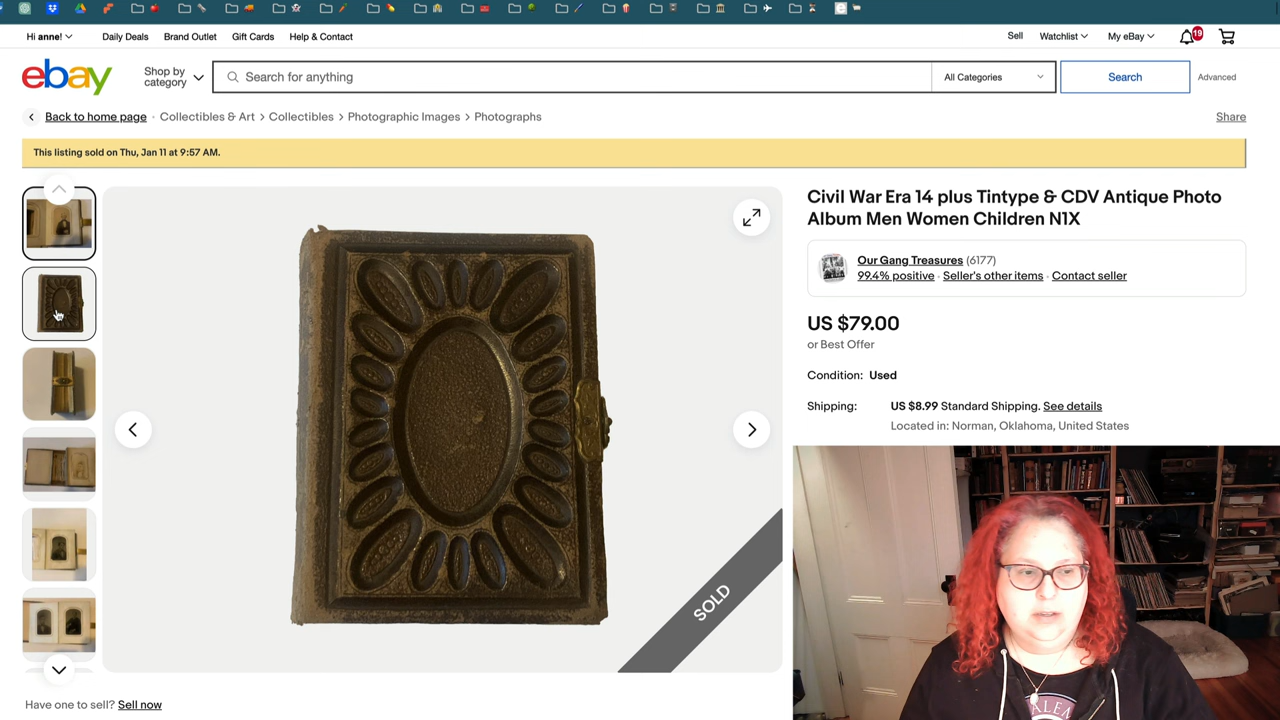 Hi anne! Daily Deals Brand Outlet Gift Cards Help & Contact Sell Watchlist My eBay 19
ebay Shop by category Search for anything All Categories Search Advanced
Back to home page · Collectibles & Art > Collectibles > Photographic Images > Photographs Share
This listing sold on Thu, Jan 11 at 9:57 AM.
Civil War Era 14 plus Tintype & CDV Antique Photo
Album Men Women Children N1X
Our Gang Treasures (6177)
99.4% positive · Seller's other items · Contact seller
US $79.00
or Best Offer
Condition: Used
Shipping: US $8.99 Standard Shipping. See details
Located in: Norman, Oklahoma, United States
SOLD
Have one to sell? Sell now